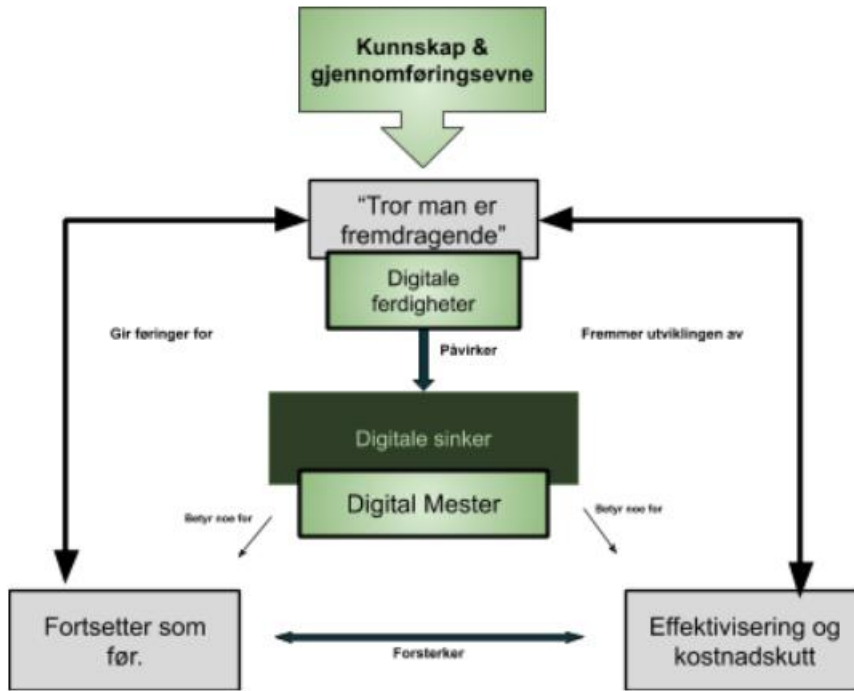 Kunnskap &
gjennomføringsevne
“Tror man er
fremdragende”
Digitale
ferdigheter
Gir føringer for
Påvirker
Fremmer utviklingen av
Digitale sinker
Digital Mester
Betyr noe for
Betyr noe for
Fortsetter som
før.
Forsterker
Effektivisering og
kostnadskutt